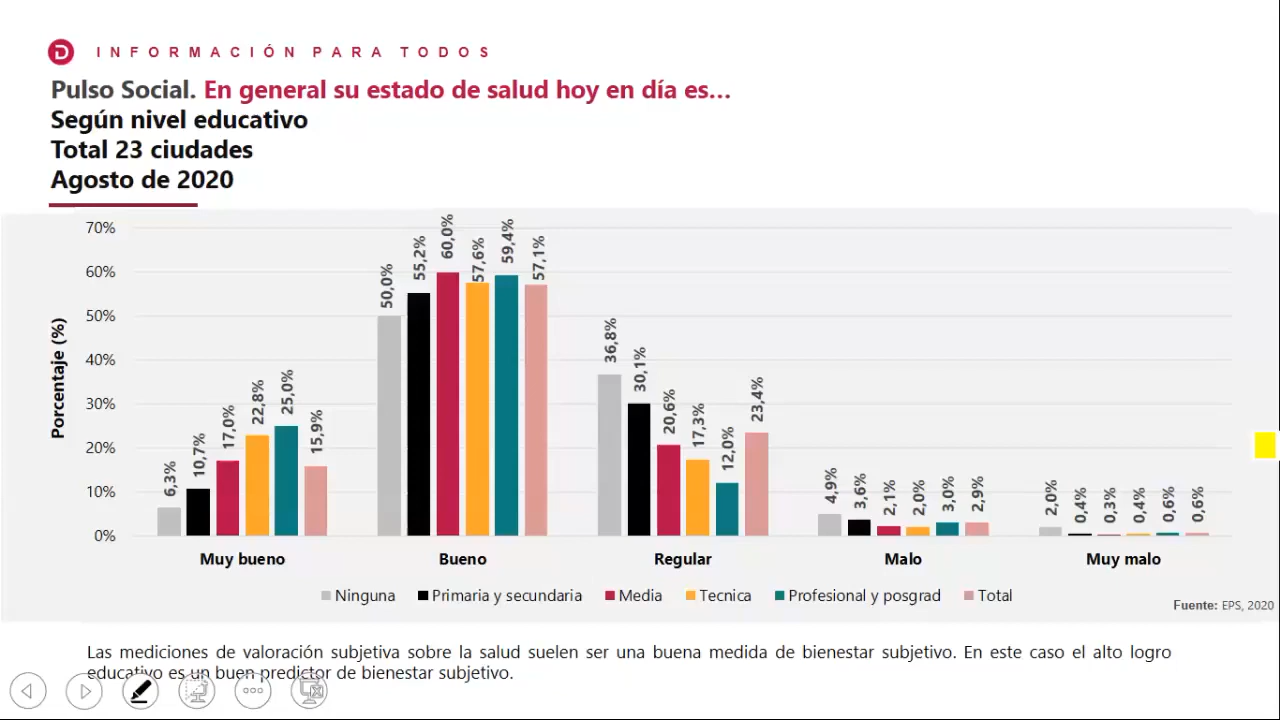 INFORMACIÓN PARA TODOS
Pulso Social. En general su estado de salud hoy en día es...
Según nivel educativo
Total 23 ciudades
Agosto de 2020
Porcentaje (%)
70%
60%
50%
40%
30%
20%
10%
0%
6,3% 10,7% 17,0% 22,8% 25,0% 15,9%
50,0% 55,2% 60,0% 57,6% 59,4% 57,1%
36,8% 30,1% 20,6% 17,3% 12,0% 23,4%
4,9% 3,6% 2,1% 2,0% 3,0% 2,9%
2,0% 0,4% 0,3% 0,4% 0,6% 0,6%
Muy bueno Bueno Regular Malo Muy malo
Ninguna Primaria y secundaria Media Tecnica Profesional y posgrad Total
Fuente: EPS, 2020
Las mediciones de valoración subjetiva sobre la salud suelen ser una buena medida de bienestar subjetivo. En este caso el alto logro
educativo es un buen predictor de bienestar subjetivo.